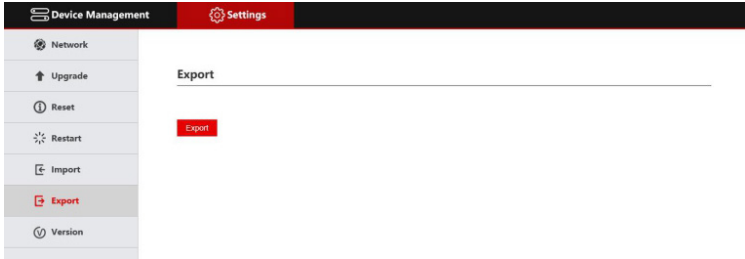 Device Management
Settings
Network
Upgrade
Reset
Restart
Import
Export
Version
Export
Export